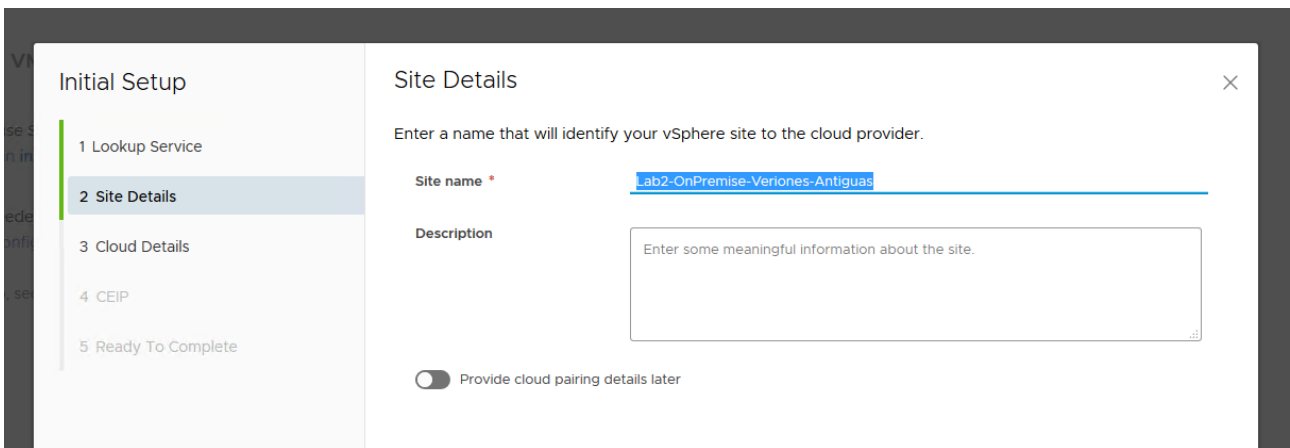 Initial Setup
1 Lookup Service
2 Site Details
3 Cloud Details
4 CEIP
5 Ready To Complete
Site Details
Enter a name that will identify your vSphere site to the cloud provider.
Site name *
Lab2-OnPremise-Veriones-Antiguas
Description
Enter some meaningful information about the site.
Provide cloud pairing details later